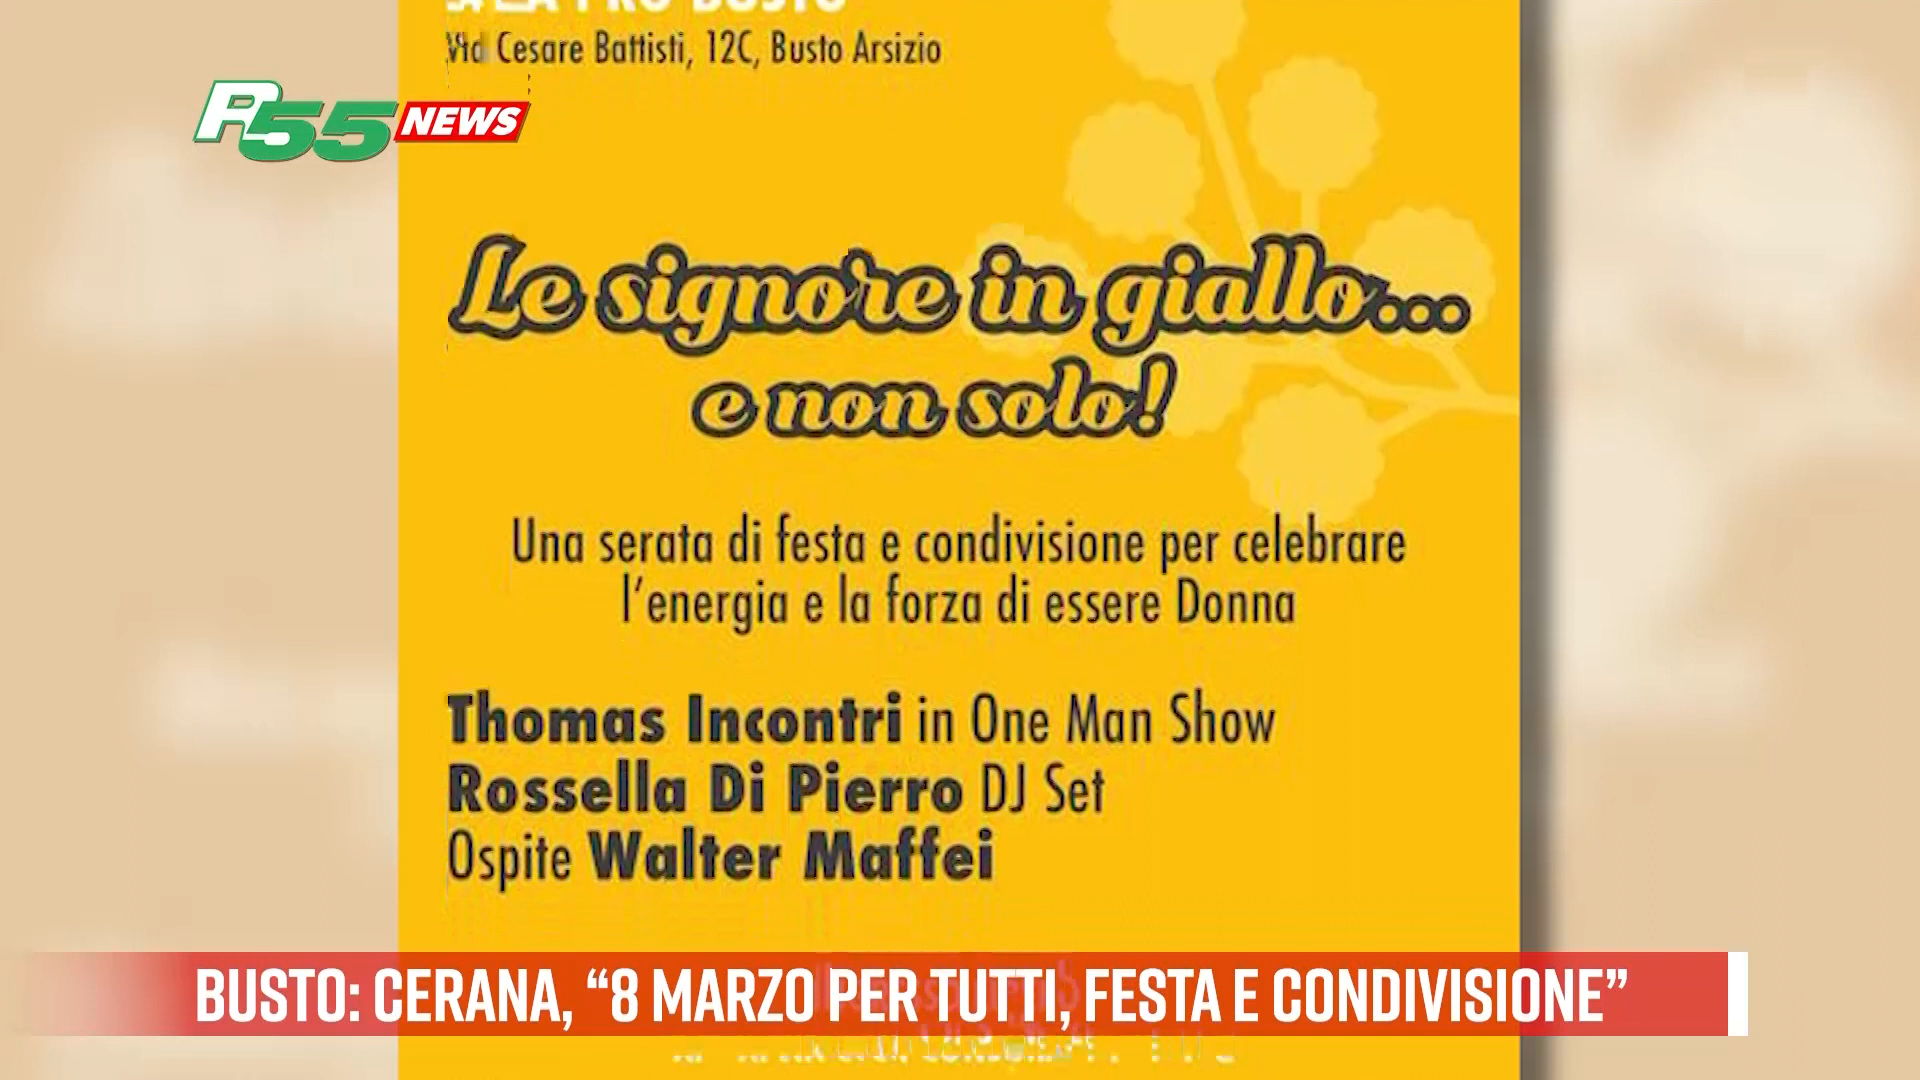 PRO BUSTO
Via Cesare Battisti, 12C, Busto Arsizio
R55 NEWS
Le signore in giallo...
e non solo!
Una serata di festa e condivisione per celebrare
l'energia e la forza di essere Donna
Thomas Incontri in One Man Show
Rossella Di Pierro DJ Set
Ospite Walter Maffei
BUSTO: CERANA, “8 MARZO PER TUTTI, FESTA E CONDIVISIONE”